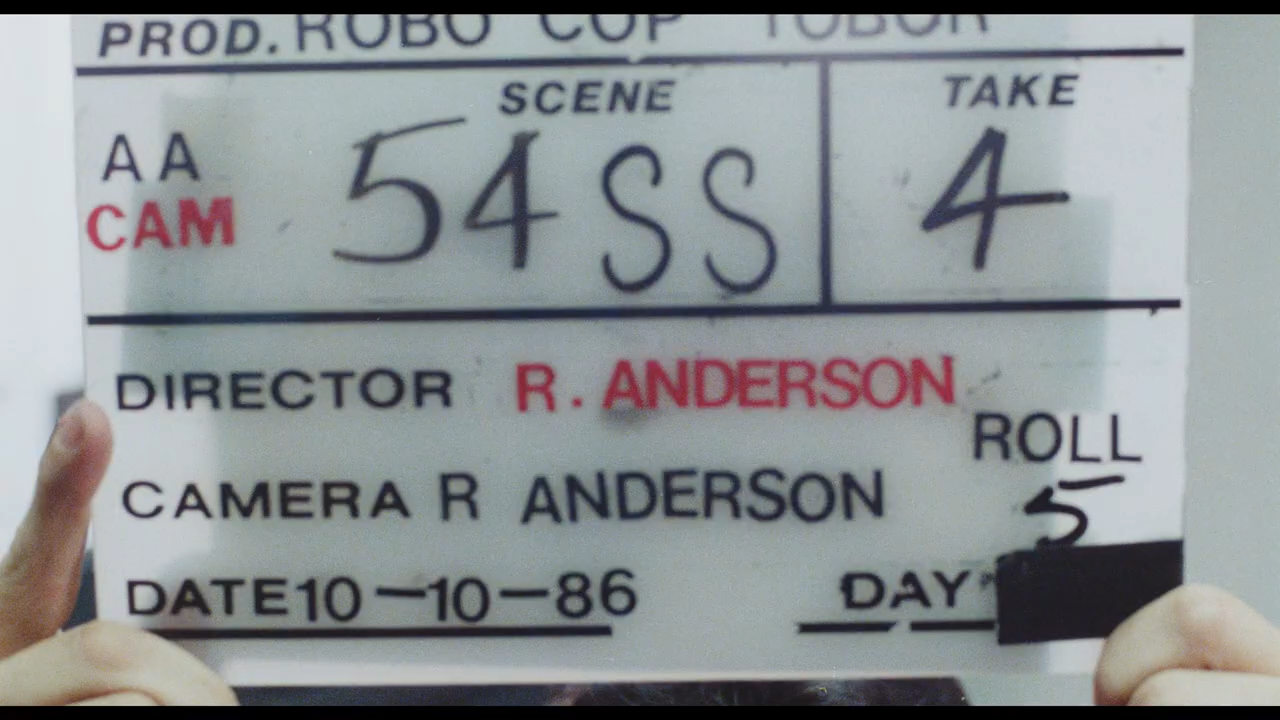 PROD. ROBO COP TOBOR
SCENE
TAKE
AA
CAM
54SS
4
DIRECTOR R. ANDERSON
ROLL
5
CAMERA R ANDERSON
DATE 10-10-86
DAY